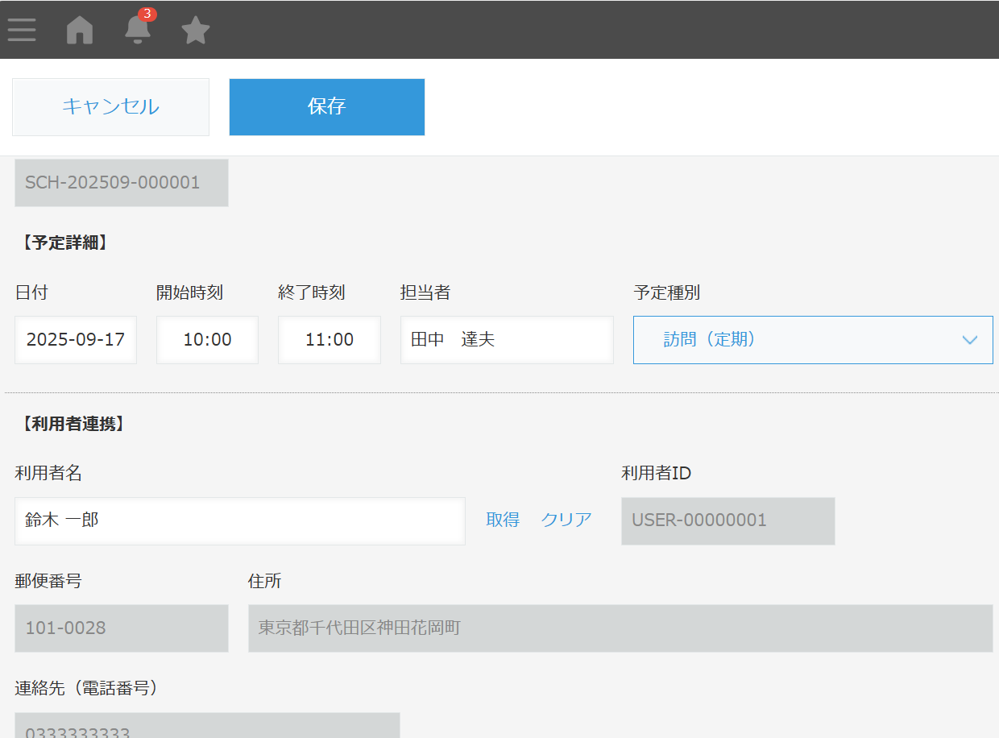 3
キャンセル 保存
SCH-202509-000001
【予定詳細】
日付 開始時刻 終了時刻 担当者 予定種別
2025-09-17 10:00 11:00 田中　達夫 訪問（定期）
【利用者連携】
利用者名 利用者ID
鈴木 一郎 取得 クリア USER-00000001
郵便番号 住所
101-0028 東京都千代田区神田花岡町
連絡先（電話番号）
0333333333